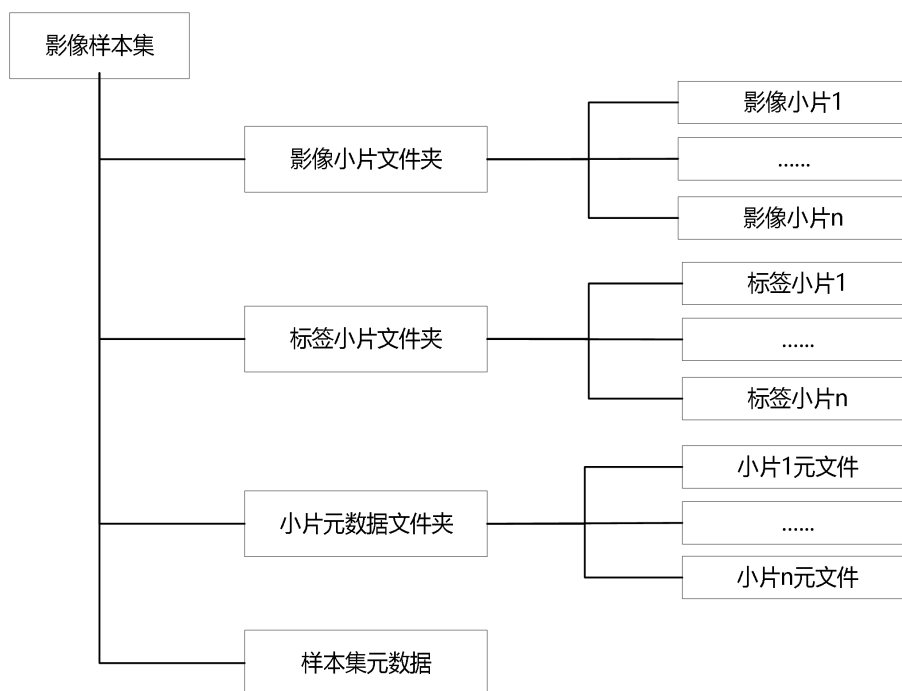 影像样本集
影像小片文件夹
影像小片1
......
影像小片n
标签小片文件夹
标签小片1
......
标签小片n
小片元数据文件夹
小片1元文件
......
小片n元文件
样本集元数据